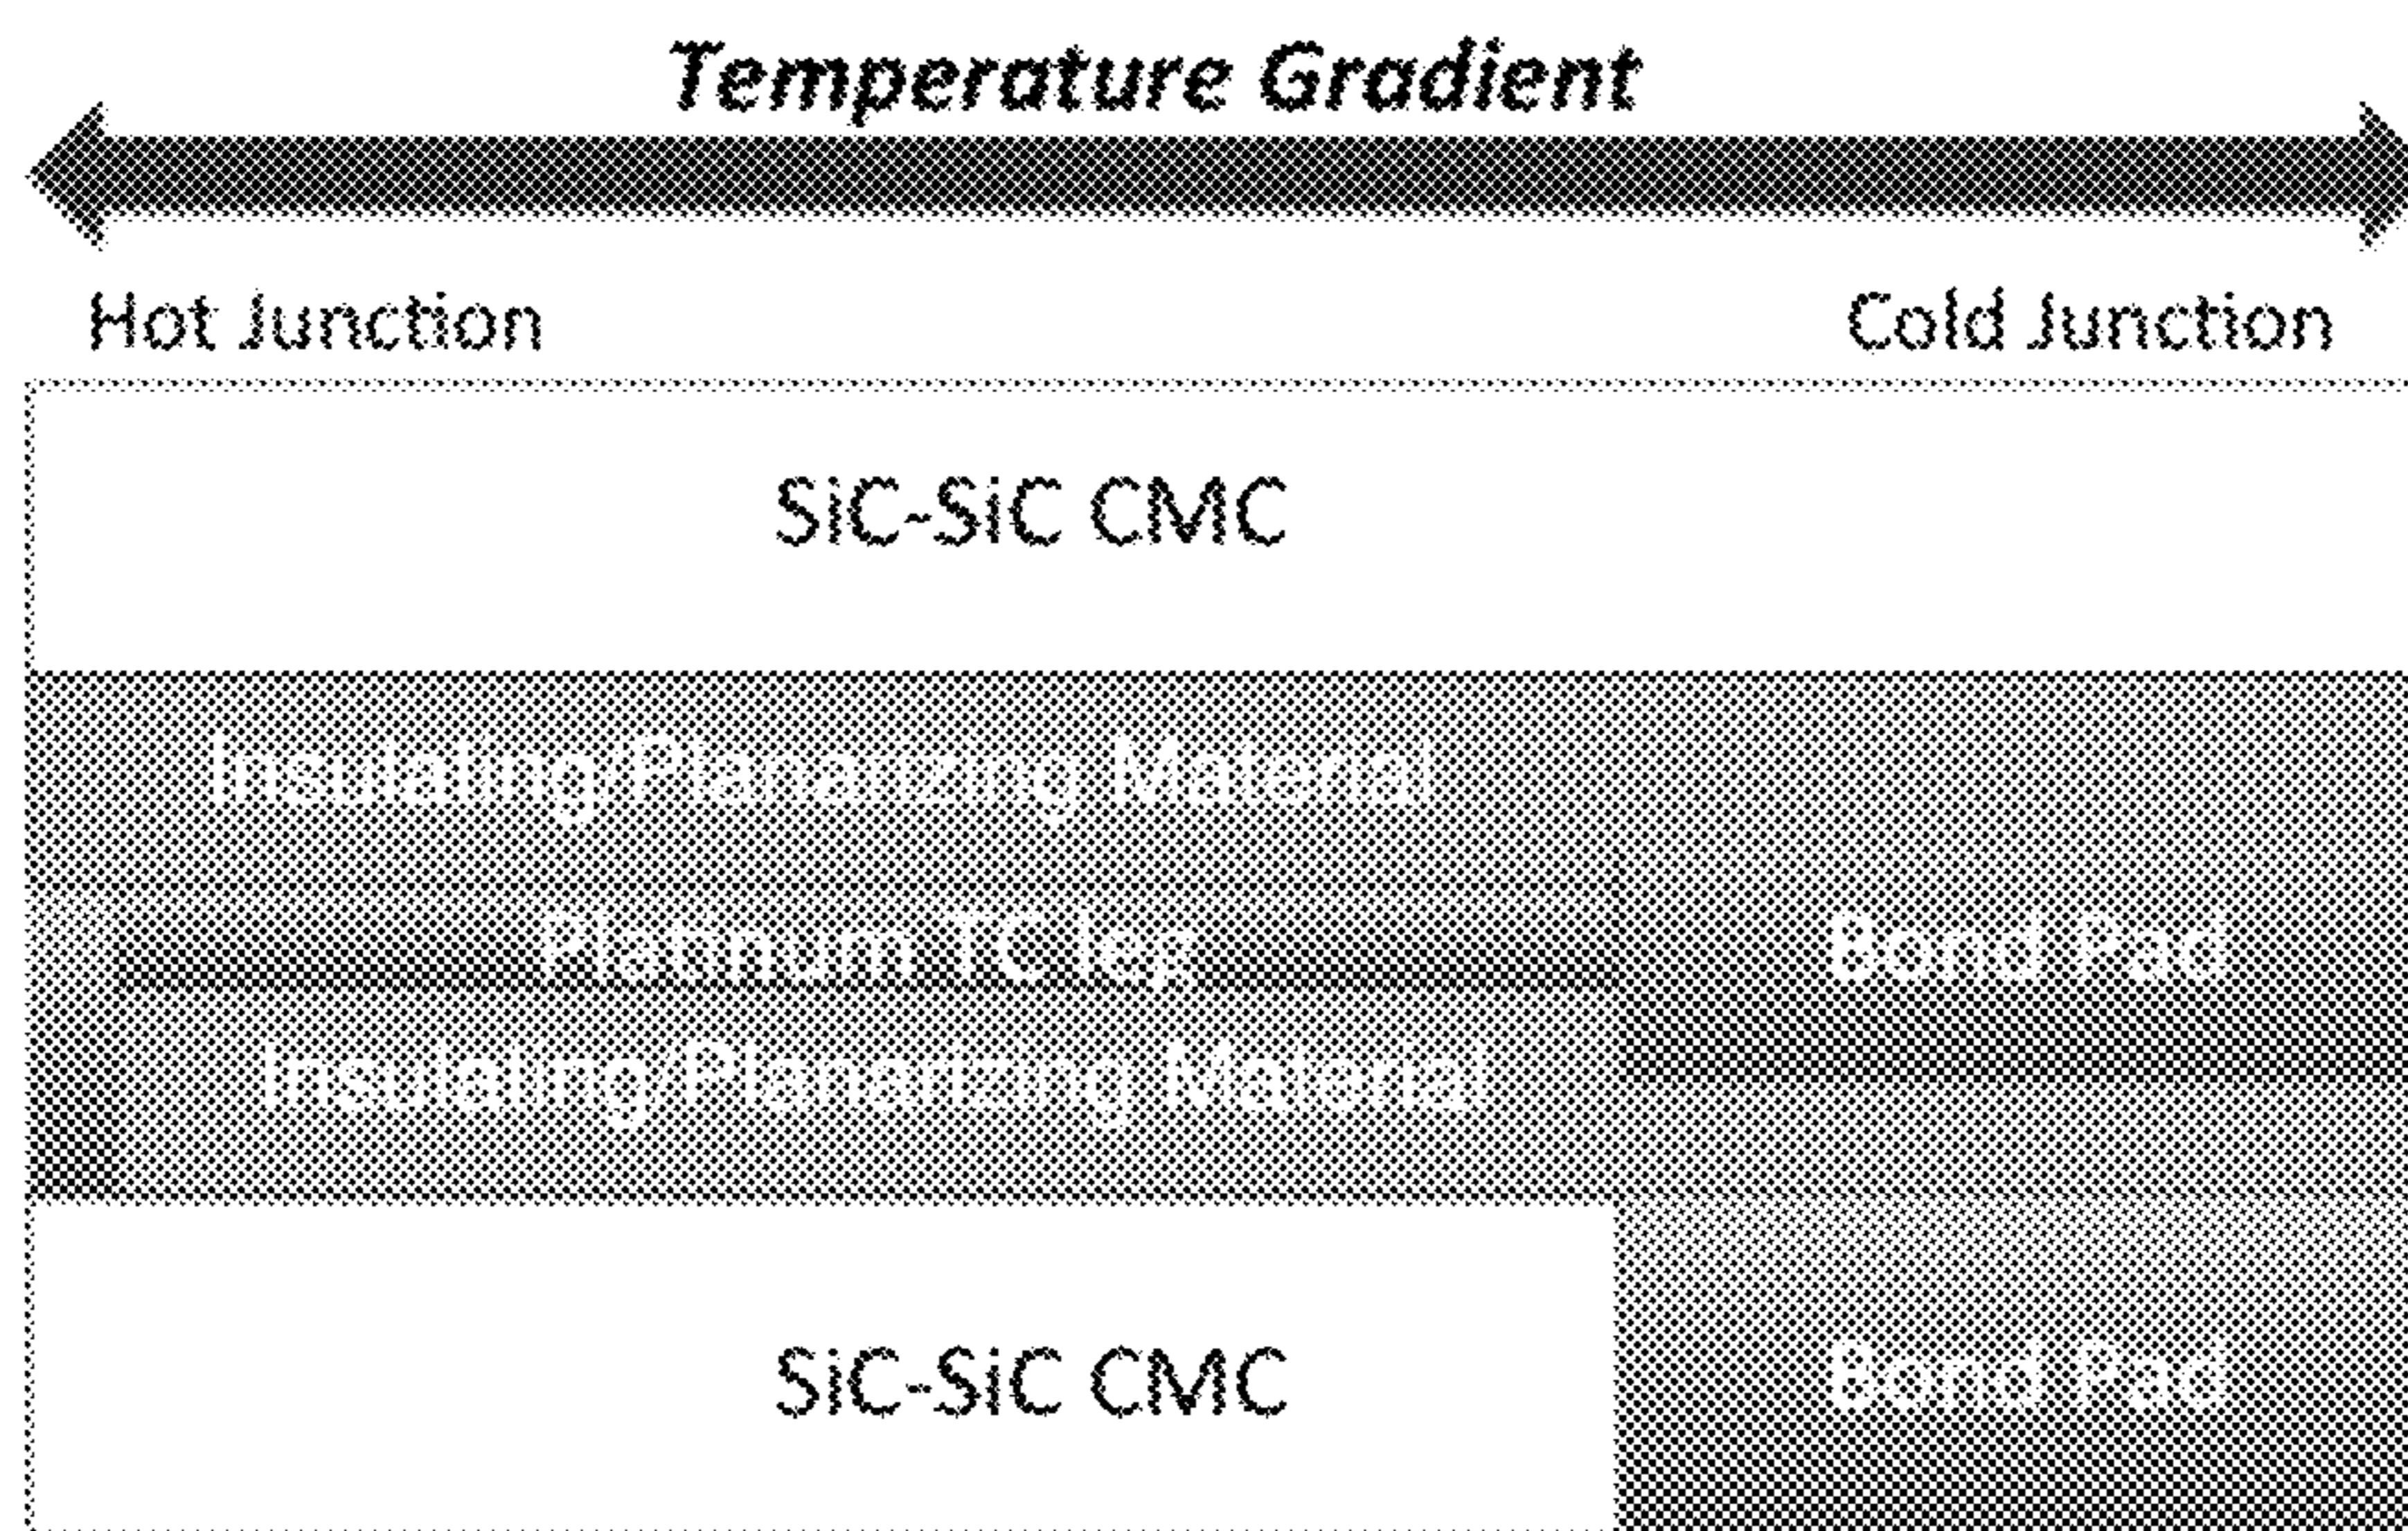 Temperature Gradient
Hot Junction
Cold Junction
SiC-SiC CMC
Insulating/Planarizing Material
Platinum TC leg
Bond Pad
Insulating/Planarizing Material
SiC-SiC CMC
Bond Pad